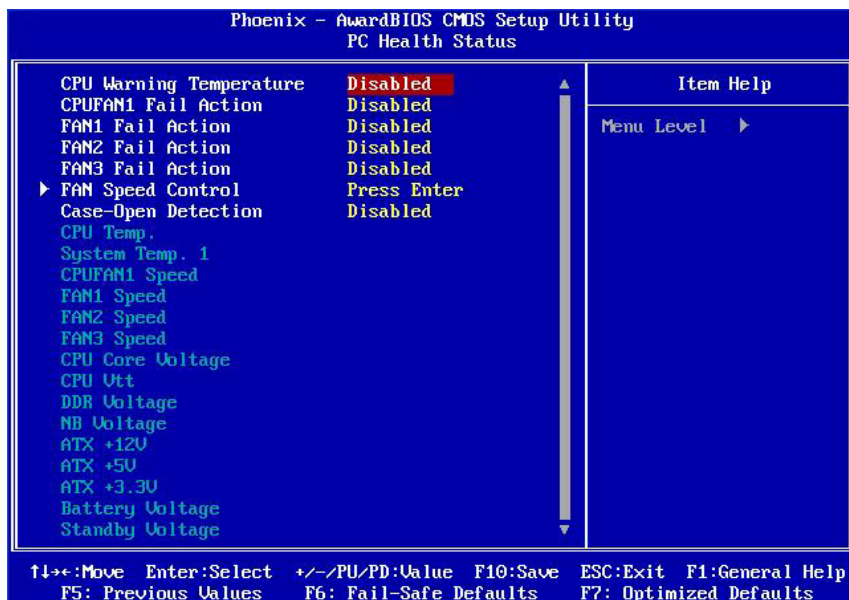 Phoenix - AwardBIOS CMOS Setup Utility
PC Health Status
CPU Warning Temperature Disabled
CPUFAN1 Fail Action Disabled
FAN1 Fail Action Disabled
FAN2 Fail Action Disabled
FAN3 Fail Action Disabled
FAN Speed Control Press Enter
Case-Open Detection Disabled
CPU Temp.
System Temp. 1
CPUFAN1 Speed
FAN1 Speed
FAN2 Speed
FAN3 Speed
CPU Core Voltage
CPU Vtt
DDR Voltage
NB Voltage
ATX +12V
ATX +5V
ATX +3.3V
Battery Voltage
Standby Voltage
Item Help
Menu Level
↑↓→←:Move Enter:Select +/-/PU/PD:Value F10:Save ESC:Exit F1:General Help
F5: Previous Values F6: Fail-Safe Defaults F7: Optimized Defaults